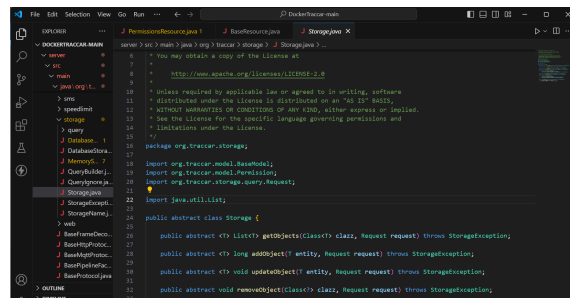 File Edit Selection View Go Run ··· ← → DockerTraccar-main
EXPLORER ···
DOCKERTRACCAR-MAIN
server
src
main
java\org\t...
sms
speedlimit
storage
query
Database... 1
DatabaseStora...
MemoryS... 7
QueryBuilder.j...
QueryIgnore.ja...
Storage.java
StorageExcepti...
StorageName.j...
web
BaseFrameDeco...
BaseHttpProtoc...
BaseMqttProtoc...
BasePipelineFac...
BaseProtocol.java
OUTLINE
J PermissionsResource.java 1 J BaseResource.java J Storage.java ×
server > src > main > java > org > traccar > storage > J Storage.java > ...
6 * You may obtain a copy of the License at
7 *
8 * http://www.apache.org/licenses/LICENSE-2.0
9 *
10 * Unless required by applicable law or agreed to in writing, software
11 * distributed under the License is distributed on an "AS IS" BASIS,
12 * WITHOUT WARRANTIES OR CONDITIONS OF ANY KIND, either express or implied.
13 * See the License for the specific language governing permissions and
14 * limitations under the License.
15 */
16 package org.traccar.storage;
17
18 import org.traccar.model.BaseModel;
19 import org.traccar.model.Permission;
20 import org.traccar.storage.query.Request;
21
22 import java.util.List;
23
24 public abstract class Storage {
25
26 public abstract <T> List<T> getObjects(Class<T> clazz, Request request) throws StorageException;
27
28 public abstract <T> long addObject(T entity, Request request) throws StorageException;
29
30 public abstract <T> void updateObject(T entity, Request request) throws StorageException;
31
32 public abstract void removeObject(Class<?> clazz, Request request) throws StorageException;